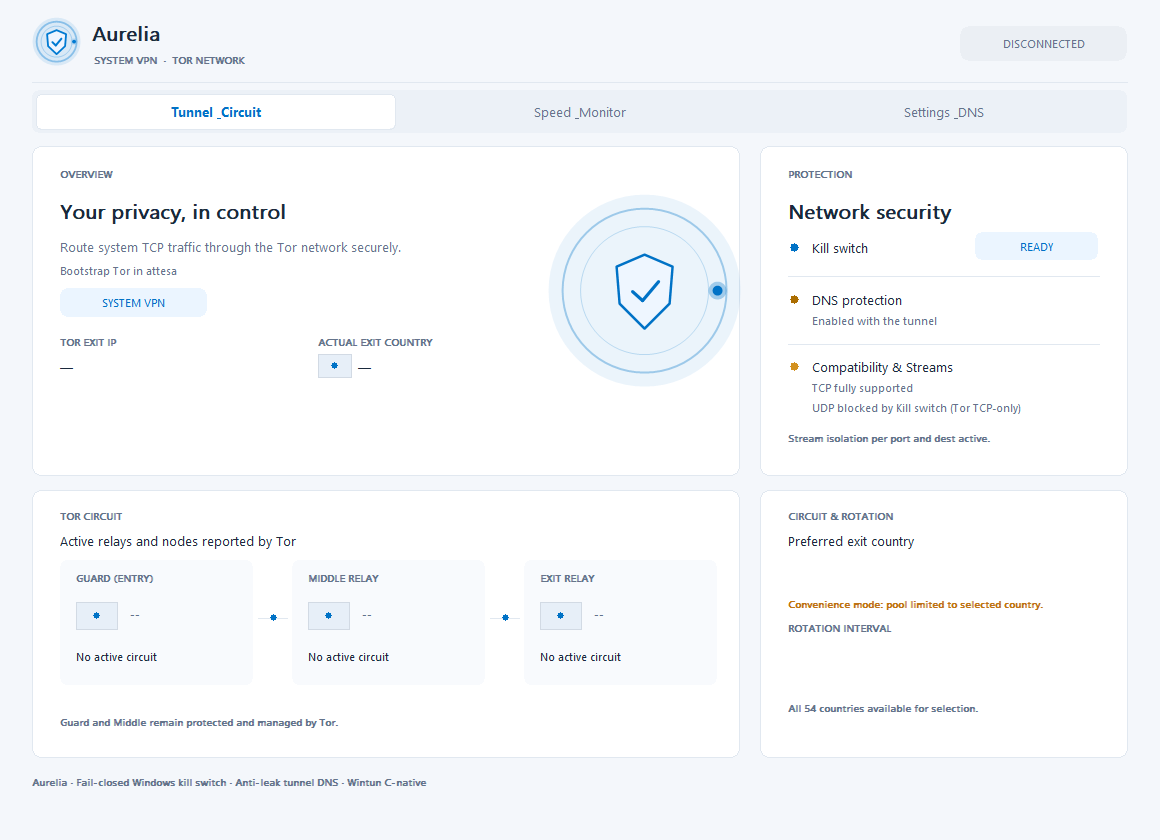 Aurelia
SYSTEM VPN - TOR NETWORK
DISCONNECTED
Tunnel _Circuit
Speed _Monitor
Settings _DNS
OVERVIEW
Your privacy, in control
Route system TCP traffic through the Tor network securely.
Bootstrap Tor in attesa
SYSTEM VPN
TOR EXIT IP
—
ACTUAL EXIT COUNTRY
—
PROTECTION
Network security
Kill switch
READY
DNS protection
Enabled with the tunnel
Compatibility & Streams
TCP fully supported
UDP blocked by Kill switch (Tor TCP-only)
Stream isolation per port and dest active.
TOR CIRCUIT
Active relays and nodes reported by Tor
GUARD (ENTRY)
--
No active circuit
MIDDLE RELAY
--
No active circuit
EXIT RELAY
--
No active circuit
Guard and Middle remain protected and managed by Tor.
CIRCUIT & ROTATION
Preferred exit country
Convenience mode: pool limited to selected country.
ROTATION INTERVAL
All 54 countries available for selection.
Aurelia · Fail-closed Windows kill switch · Anti-leak tunnel DNS · Wintun C-native